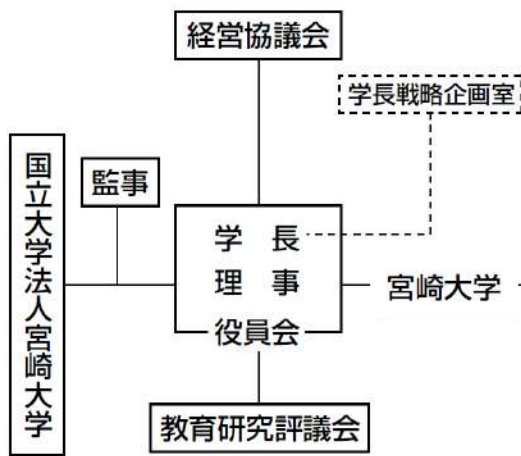 経営協議会
学長戦略企画室
国立大学法人宮崎大学
監事
学長
理事
役員会
宮崎大学
教育研究評議会